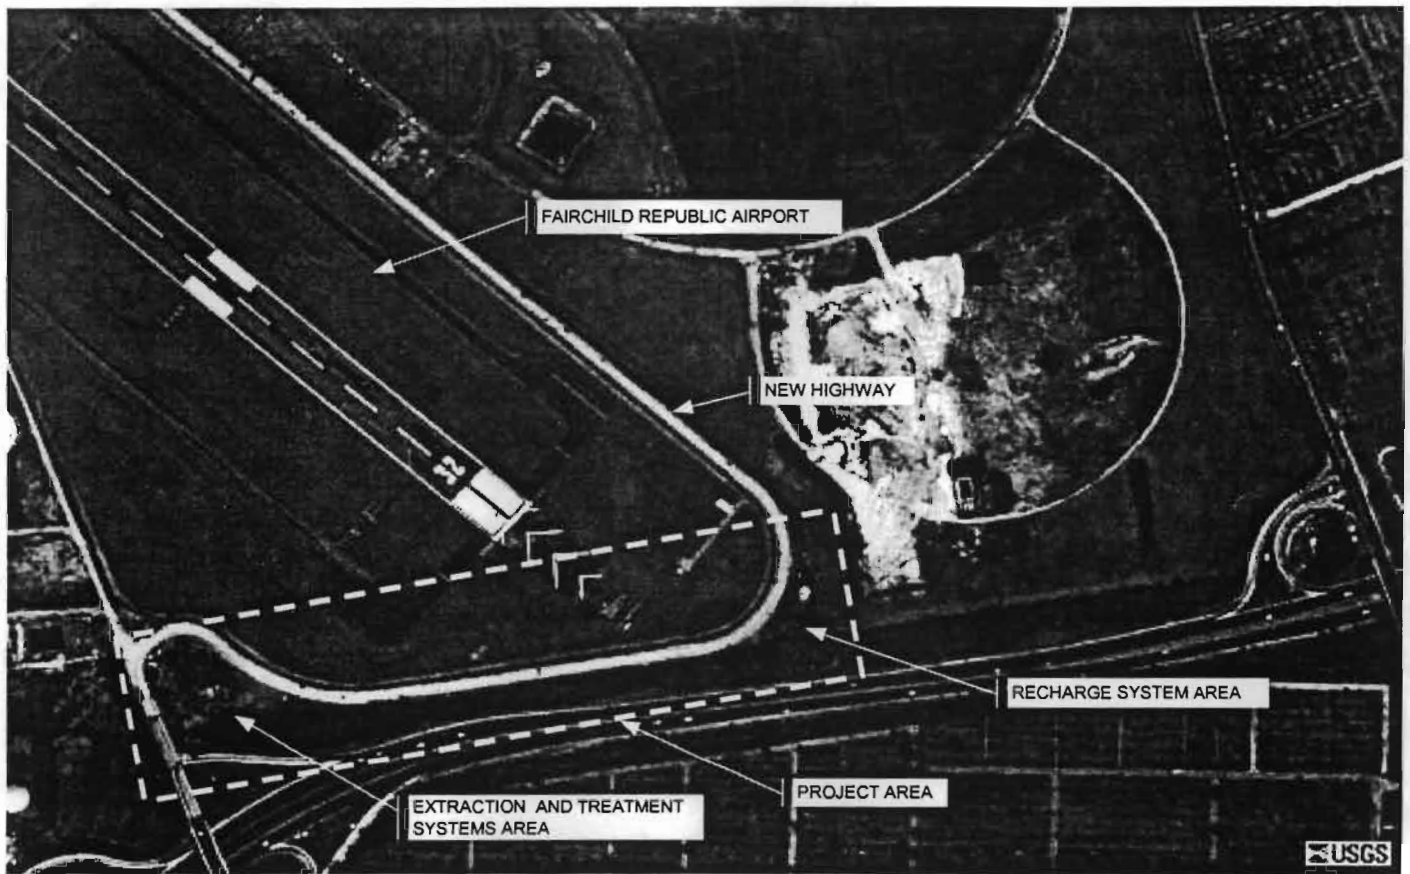 FAIRCHILD REPUBLIC AIRPORT
NEW HIGHWAY
32
RECHARGE SYSTEM AREA
PROJECT AREA
EXTRACTION AND TREATMENT
SYSTEMS AREA
USGS